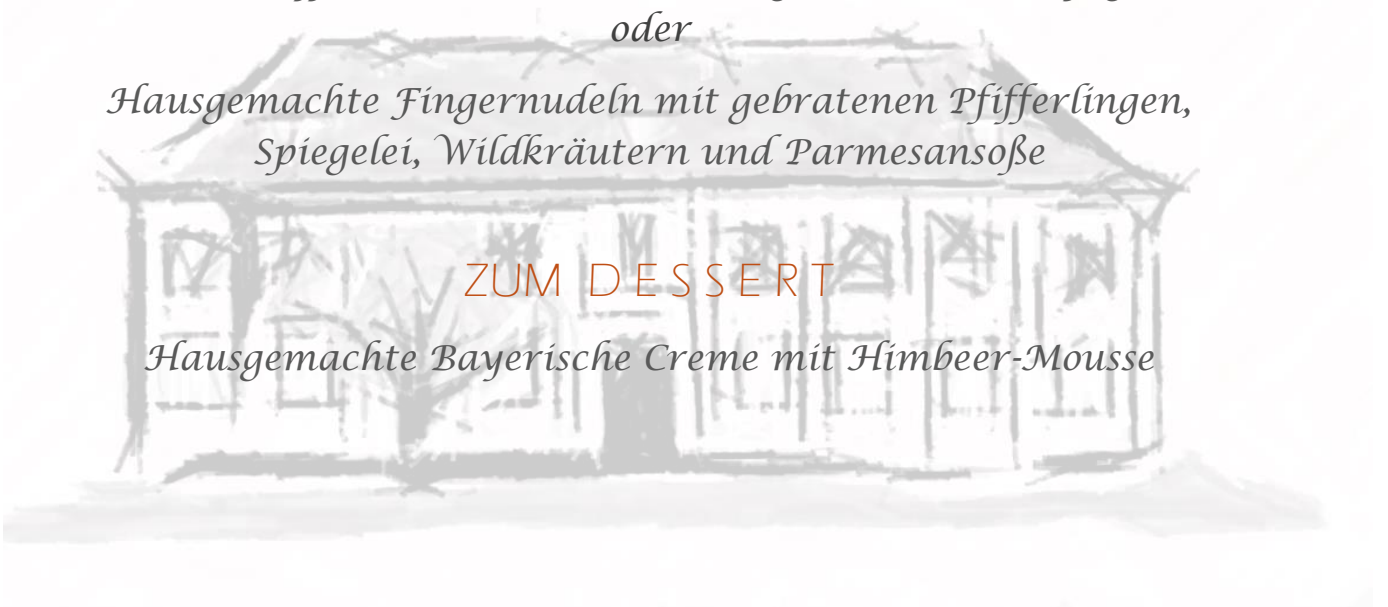 oder
Hausgemachte Fingernudeln mit gebratenen Pfifferlingen,
Spiegelei, Wildkräutern und Parmesansoße
ZUM DESSERT
Hausgemachte Bayerische Creme mit Himbeer-Mousse